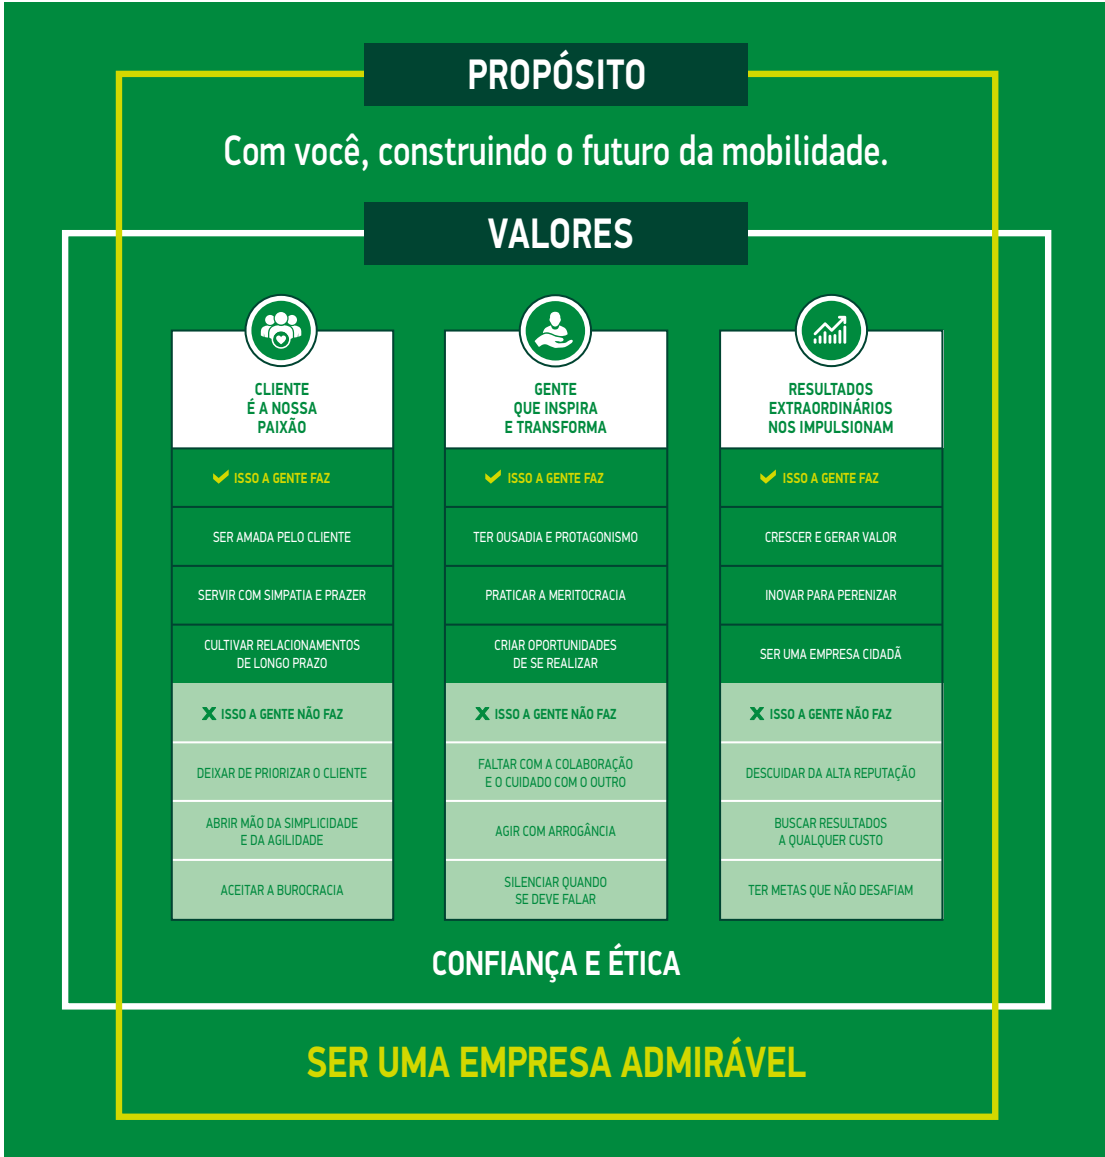 PROPÓSITO
Com você, construindo o futuro da mobilidade.
VALORES
CLIENTE
É A NOSSA
PAIXÃO
ISSO A GENTE FAZ
SER AMADA PELO CLIENTE
SERVIR COM SIMPATIA E PRAZER
CULTIVAR RELACIONAMENTOS
DE LONGO PRAZO
ISSO A GENTE NÃO FAZ
DEIXAR DE PRIORIZAR O CLIENTE
ABRIR MÃO DA SIMPLICIDADE
E DA AGILIDADE
ACEITAR A BUROCRACIA
GENTE
QUE INSPIRA
E TRANSFORMA
ISSO A GENTE FAZ
TER OUSADIA E PROTAGONISMO
PRATICAR A MERITOCRACIA
CRIAR OPORTUNIDADES
DE SE REALIZAR
ISSO A GENTE NÃO FAZ
FALTAR COM A COLABORAÇÃO
E O CUIDADO COM O OUTRO
AGIR COM ARROGÂNCIA
SILENCIAR QUANDO
SE DEVE FALAR
RESULTADOS
EXTRAORDINÁRIOS
NOS IMPULSIONAM
ISSO A GENTE FAZ
CRESCER E GERAR VALOR
INOVAR PARA PERENIZAR
SER UMA EMPRESA CIDADÃ
ISSO A GENTE NÃO FAZ
DESCUIDAR DA ALTA REPUTAÇÃO
BUSCAR RESULTADOS
A QUALQUER CUSTO
TER METAS QUE NÃO DESAFIAM
CONFIANÇA E ÉTICA
SER UMA EMPRESA ADMIRÁVEL